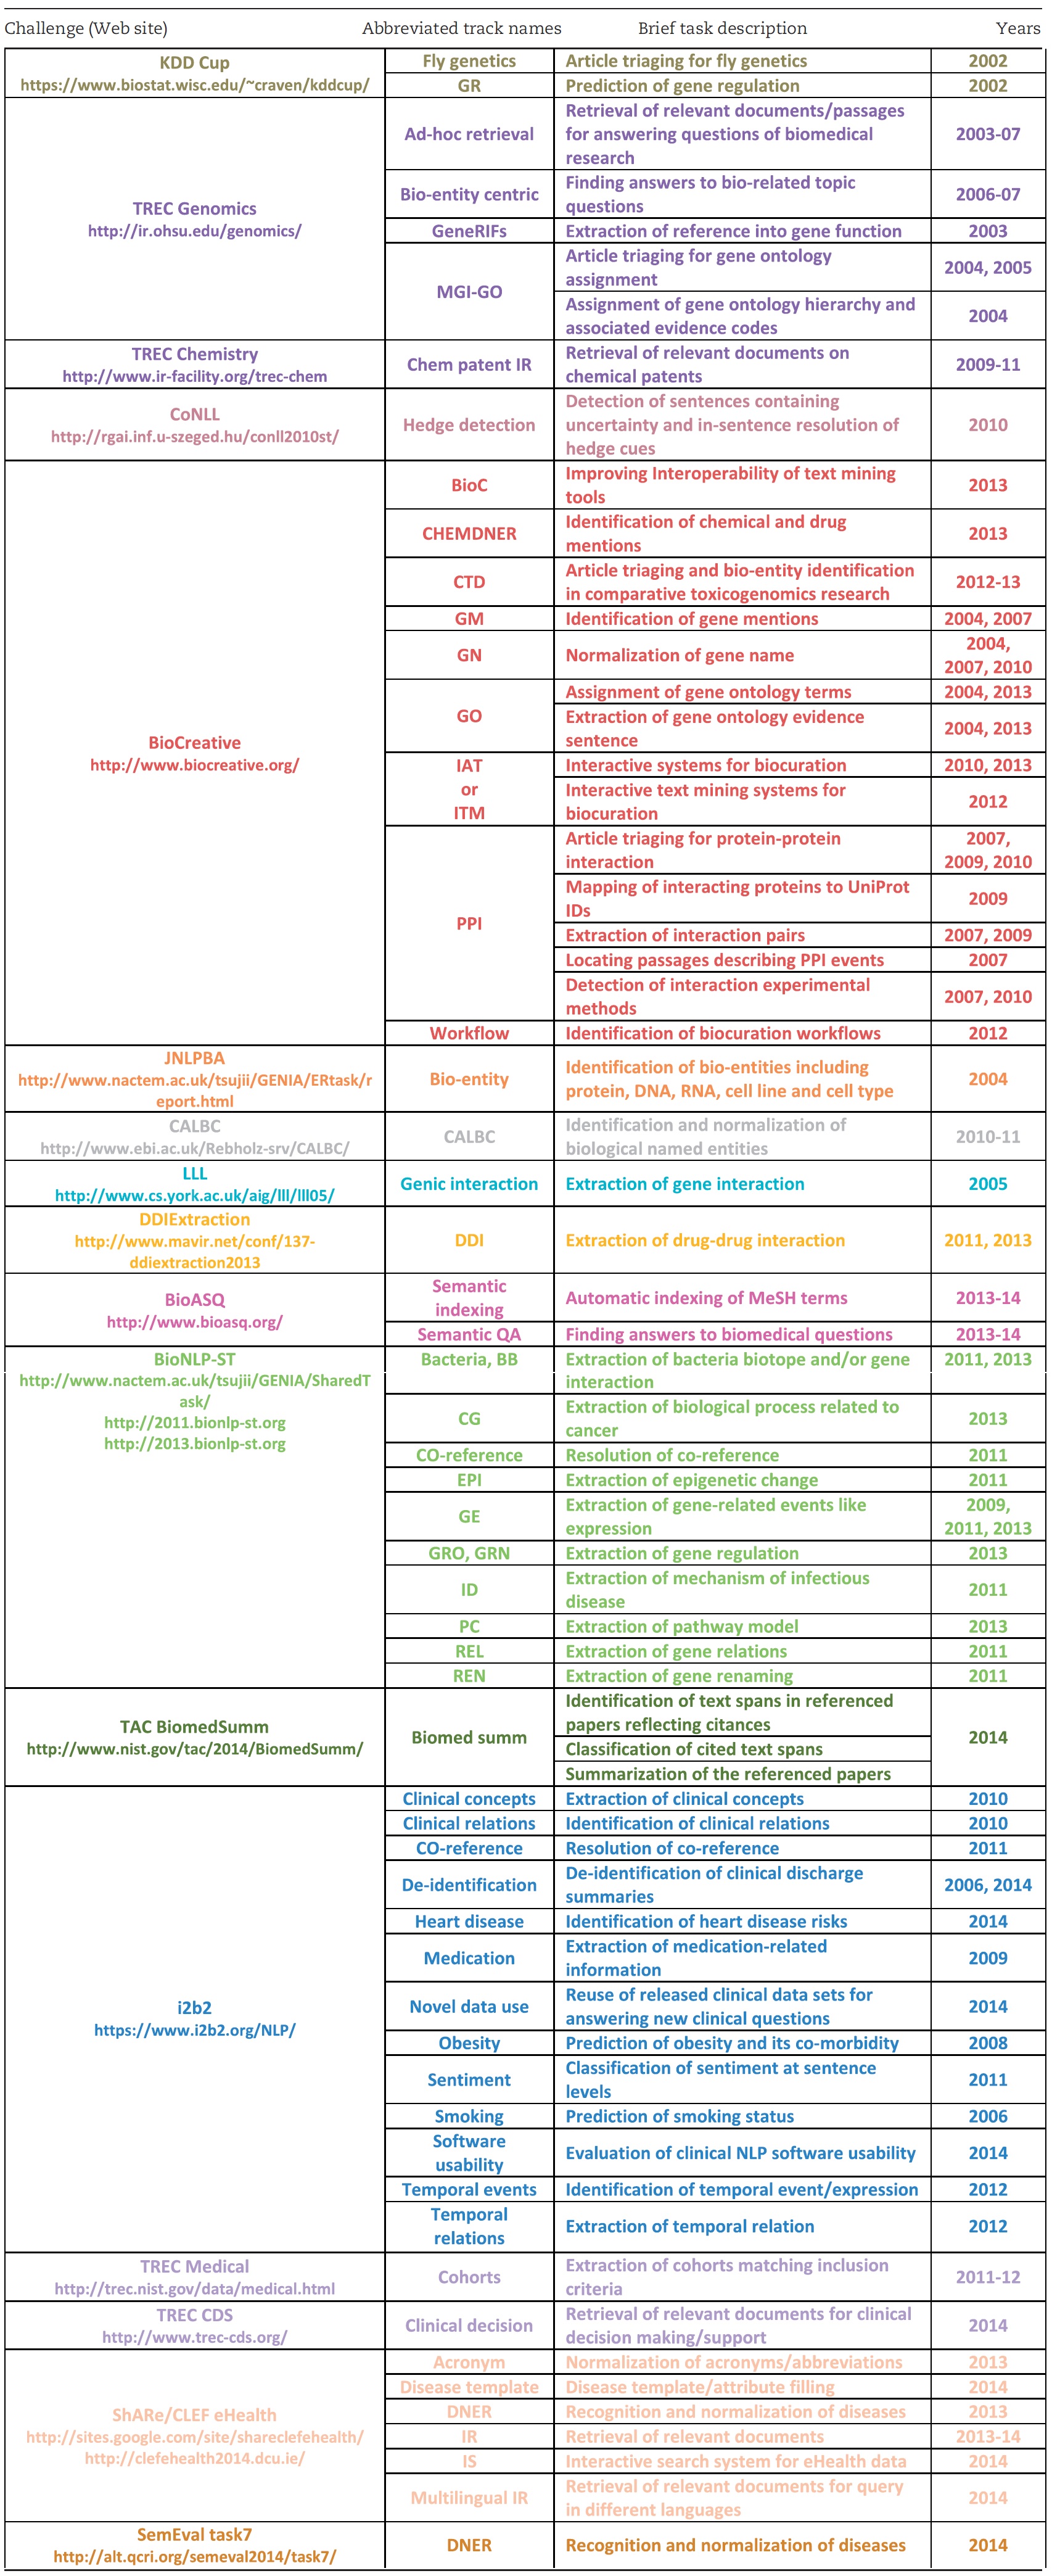 Challenge (Web site) Abbreviated track names Brief task description Years
KDD Cup
https://www.biostat.wisc.edu/~craven/kddcup/
Fly genetics Article triaging for fly genetics 2002
GR Prediction of gene regulation 2002
TREC Genomics
http://ir.ohsu.edu/genomics/
Ad-hoc retrieval
Retrieval of relevant documents/passages
for answering questions of biomedical
research
2003-07
Bio-entity centric
Finding answers to bio-related topic
questions
2006-07
GeneRIFs Extraction of reference into gene function 2003
MGI-GO
Article triaging for gene ontology
assignment
2004, 2005
Assignment of gene ontology hierarchy and
associated evidence codes
2004
TREC Chemistry
http://www.ir-facility.org/trec-chem
Chem patent IR
Retrieval of relevant documents on
chemical patents
2009-11
CoNLL
http://rgai.inf.u-szeged.hu/conll2010st/
Hedge detection
Detection of sentences containing
uncertainty and in-sentence resolution of
hedge cues
2010
BioCreative
http://www.biocreative.org/
BioC
Improving Interoperability of text mining
tools
2013
CHEMDNER
Identification of chemical and drug
mentions
2013
CTD
Article triaging and bio-entity identification
in comparative toxicogenomics research
2012-13
GM Identification of gene mentions 2004, 2007
GN Normalization of gene name
2004,
2007, 2010
GO
Assignment of gene ontology terms 2004, 2013
Extraction of gene ontology evidence
sentence
2004, 2013
IAT
or
ITM
Interactive systems for biocuration 2010, 2013
Interactive text mining systems for
biocuration
2012
PPI
Article triaging for protein-protein
interaction
2007,
2009, 2010
Mapping of interacting proteins to UniProt
IDs
2009
Extraction of interaction pairs 2007, 2009
Locating passages describing PPI events 2007
Detection of interaction experimental
methods
2007, 2010
Workflow Identification of biocuration workflows 2012
JNLPBA
http://www.nactem.ac.uk/tsujii/GENIA/ERtask/r
eport.html
Bio-entity
Identification of bio-entities including
protein, DNA, RNA, cell line and cell type
2004
CALBC
http://www.ebi.ac.uk/Rebholz-srv/CALBC/
CALBC
Identification and normalization of
biological named entities
2010-11
LLL
http://www.cs.york.ac.uk/aig/lll/lll05/
Genic interaction Extraction of gene interaction 2005
DDIExtraction
http://www.mavir.net/conf/137-
ddiextraction2013
DDI Extraction of drug-drug interaction 2011, 2013
BioASQ
http://www.bioasq.org/
Semantic
indexing
Automatic indexing of MeSH terms 2013-14
Semantic QA Finding answers to biomedical questions 2013-14
BioNLP-ST
http://www.nactem.ac.uk/tsujii/GENIA/SharedT
ask/
http://2011.bionlp-st.org
http://2013.bionlp-st.org
Bacteria, BB
Extraction of bacteria biotope and/or gene
interaction
2011, 2013
CG
Extraction of biological process related to
cancer
2013
CO-reference Resolution of co-reference 2011
EPI Extraction of epigenetic change 2011
GE
Extraction of gene-related events like
expression
2009,
2011, 2013
GRO, GRN Extraction of gene regulation 2013
ID
Extraction of mechanism of infectious
disease
2011
PC Extraction of pathway model 2013
REL Extraction of gene relations 2011
REN Extraction of gene renaming 2011
TAC BiomedSumm
http://www.nist.gov/tac/2014/BiomedSumm/
Biomed summ
Identification of text spans in referenced
papers reflecting citances
Classification of cited text spans
Summarization of the referenced papers
2014
i2b2
https://www.i2b2.org/NLP/
Clinical concepts Extraction of clinical concepts 2010
Clinical relations Identification of clinical relations 2010
CO-reference Resolution of co-reference 2011
De-identification
De-identification of clinical discharge
summaries
2006, 2014
Heart disease Identification of heart disease risks 2014
Medication
Extraction of medication-related
information
2009
Novel data use
Reuse of released clinical data sets for
answering new clinical questions
2014
Obesity Prediction of obesity and its co-morbidity 2008
Sentiment
Classification of sentiment at sentence
levels
2011
Smoking Prediction of smoking status 2006
Software
usability
Evaluation of clinical NLP software usability 2014
Temporal events Identification of temporal event/expression 2012
Temporal
relations
Extraction of temporal relation 2012
TREC Medical
http://trec.nist.gov/data/medical.html
Cohorts
Extraction of cohorts matching inclusion
criteria
2011-12
TREC CDS
http://www.trec-cds.org/
Clinical decision
Retrieval of relevant documents for clinical
decision making/support
2014
ShARe/CLEF eHealth
http://sites.google.com/site/shareclefehealth/
http://clefehealth2014.dcu.ie/
Acronym Normalization of acronyms/abbreviations 2013
Disease template Disease template/attribute filling 2014
DNER Recognition and normalization of diseases 2013
IR Retrieval of relevant documents 2013-14
IS Interactive search system for eHealth data 2014
Multilingual IR
Retrieval of relevant documents for query
in different languages
2014
SemEval task7
http://alt.qcri.org/semeval2014/task7/
DNER Recognition and normalization of diseases 2014